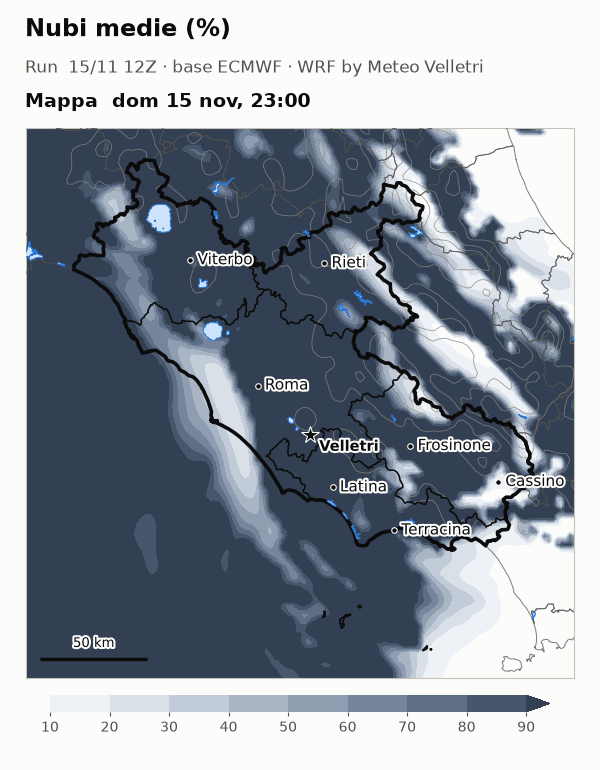 Nubi medie (%)
Run 15/11 12Z · base ECMWF · WRF by Meteo Velletri
Mappa dom 15 nov, 23:00
Viterbo
Rieti
Roma
Velletri
Frosinone
Latina
Cassino
Terracina
50 km
10 20 30 40 50 60 70 80 90